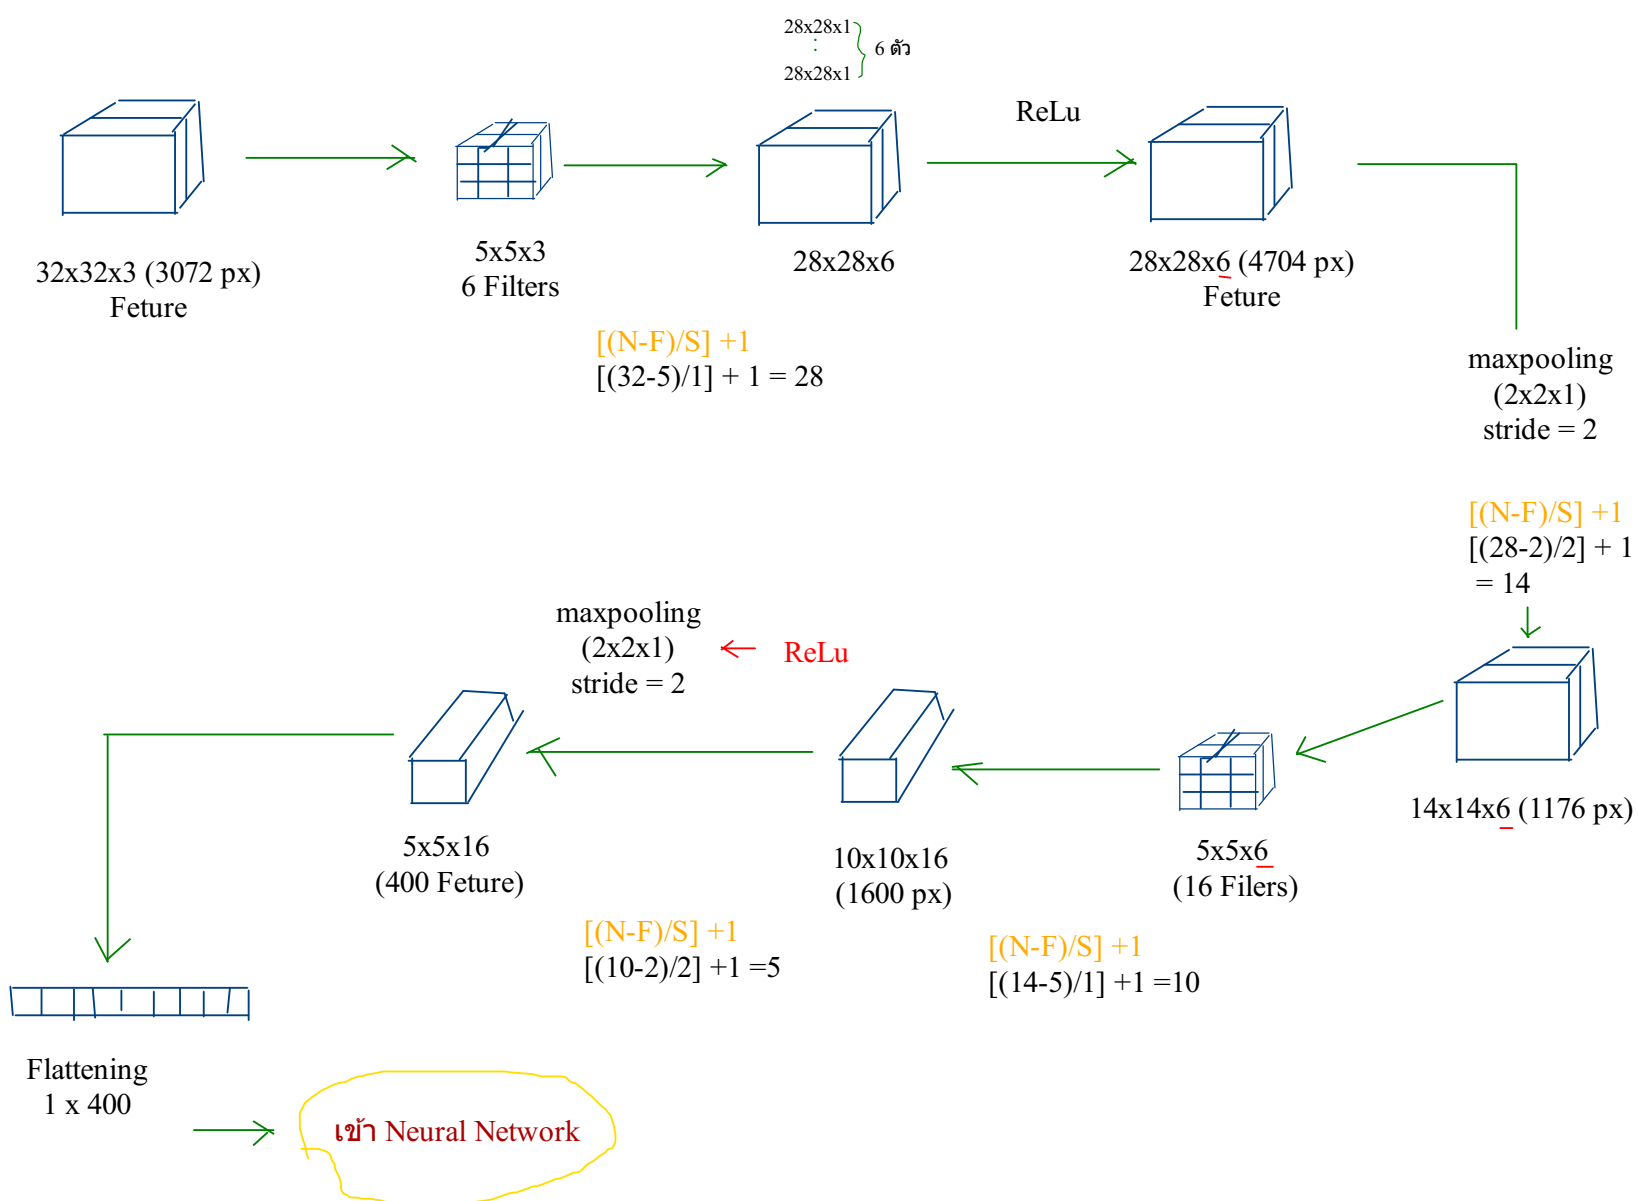 28x28x1
:
28x28x1
6 ตัว
32x32x3 (3072 px)
Feture
5x5x3
6 Filters
28x28x6
ReLu
28x28x6 (4704 px)
Feture
[(N-F)/S] +1
[(32-5)/1] + 1 = 28
maxpooling
(2x2x1)
stride = 2
[(N-F)/S] +1
[(28-2)/2] + 1
= 14
14x14x6 (1176 px)
5x5x6
(16 Filers)
[(N-F)/S] +1
[(14-5)/1] +1 =10
10x10x16
(1600 px)
ReLu
maxpooling
(2x2x1)
stride = 2
[(N-F)/S] +1
[(10-2)/2] +1 =5
5x5x16
(400 Feture)
Flattening
1 x 400
เข้า Neural Network